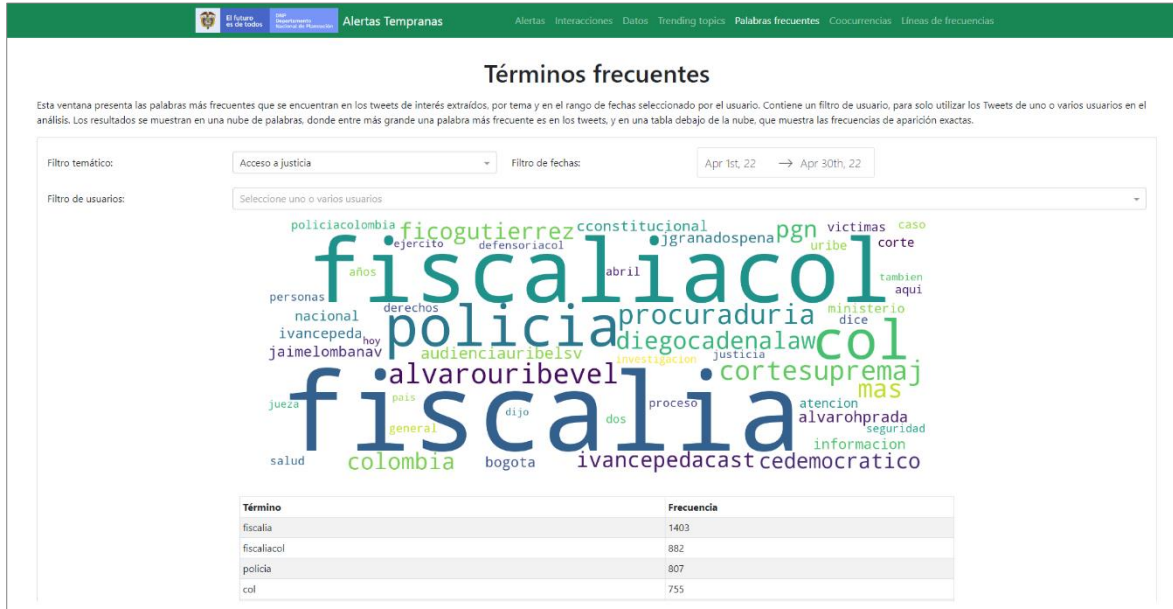 El futuro es de todos
DNP
Departamento
Nacional de Planeación
Alertas Tempranas
Alertas Interacciones Datos Trending topics Palabras frecuentes Coocurrencias Líneas de frecuencias
Términos frecuentes
Esta ventana presenta las palabras más frecuentes que se encuentran en los tweets de interés extraídos, por tema y en el rango de fechas seleccionado por el usuario. Contiene un filtro de usuario, para solo utilizar los Tweets de uno o varios usuarios en el
análisis. Los resultados se muestran en una nube de palabras, donde entre más grande una palabra más frecuente es en los tweets, y en una tabla debajo de la nube, que muestra las frecuencias de aparición exactas.
Filtro temático: Acceso a justicia Filtro de fechas: Apr 1st, 22 → Apr 30th, 22
Filtro de usuarios: Seleccione uno o varios usuarios
policiacolombia ficogutierrez cconstitucional pgn victimas caso
ejercito defensoriacol jgranadospena uribe corte
fiscaliacol
años abril tambien
personas aqui
derechos ministerio
nacional procuraduria dice
ivancepeda hoy policia diegocadenalaw col
jaimelombanav audienciauribelsv investigacion justicia
alvarouribevel cortesupremaj
mas
jueza pais proceso atencion
fiscalia
dijo dos alvarohprada
general seguridad
informacion
salud colombia bogota ivancepedacast cedemocratico
Término Frecuencia
fiscalia 1403
fiscaliacol 882
policia 807
col 755